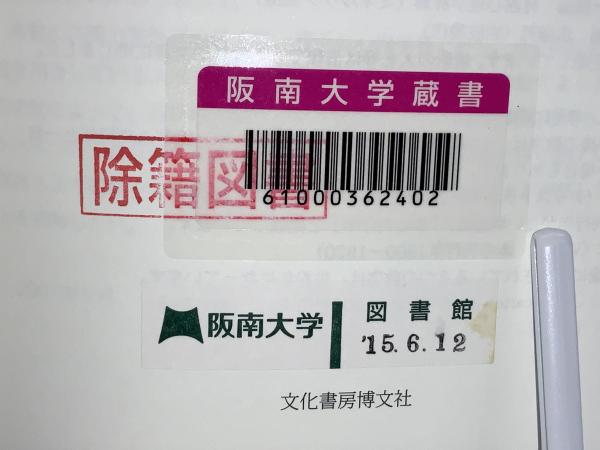 阪南大学蔵書
除籍図書
61000362402
阪南大学
図書館
'15.6.12
文化書房博文社